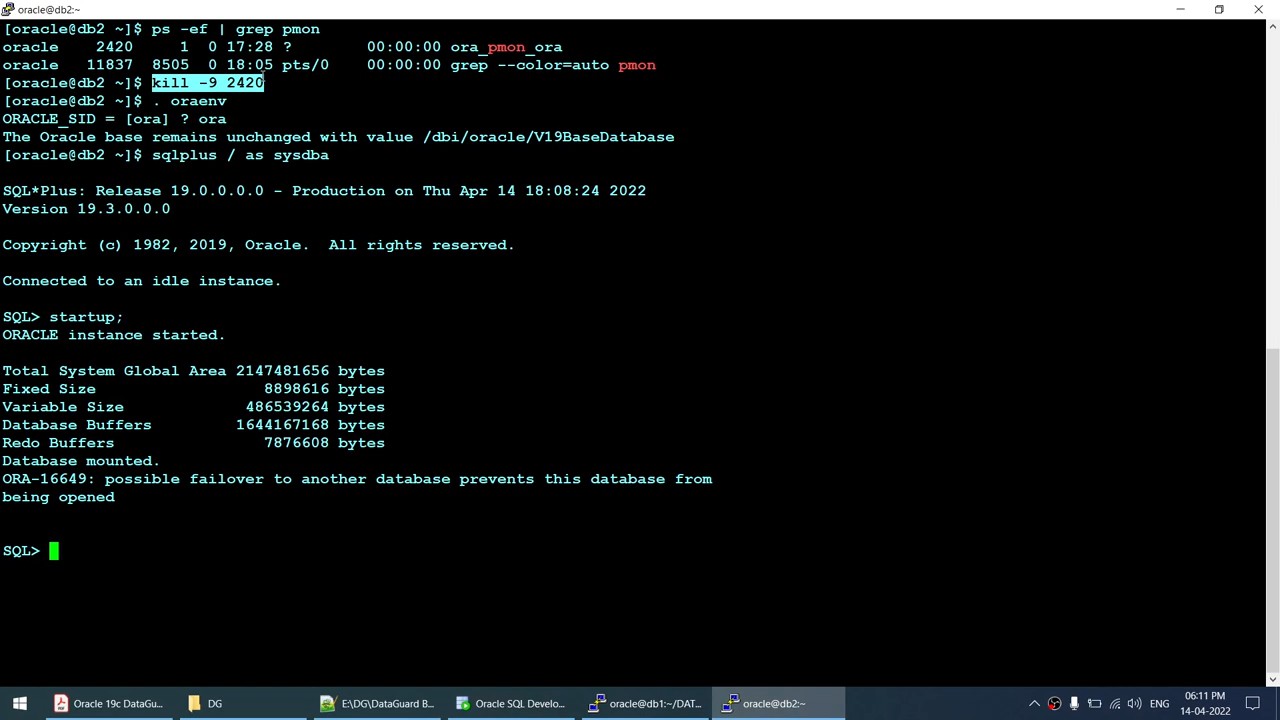 oracle@db2:~
[oracle@db2 ~]$ ps -ef | grep pmon
oracle    2420     1  0 17:28 ?        00:00:00 ora_pmon_ora
oracle   11837  8505  0 18:05 pts/0    00:00:00 grep --color=auto pmon
[oracle@db2 ~]$ kill -9 2420
[oracle@db2 ~]$ . oraenv
ORACLE_SID = [ora] ? ora
The Oracle base remains unchanged with value /dbi/oracle/V19BaseDatabase
[oracle@db2 ~]$ sqlplus / as sysdba
SQL*Plus: Release 19.0.0.0.0 - Production on Thu Apr 14 18:08:24 2022
Version 19.3.0.0.0
Copyright (c) 1982, 2019, Oracle.  All rights reserved.
Connected to an idle instance.
SQL> startup;
ORACLE instance started.
Total System Global Area 2147481656 bytes
Fixed Size                  8898616 bytes
Variable Size             486539264 bytes
Database Buffers         1644167168 bytes
Redo Buffers                7876608 bytes
Database mounted.
ORA-16649: possible failover to another database prevents this database from
being opened
SQL>
Oracle 19c DataGu...
DG
E:\DG\DataGuard B...
Oracle SQL Develo...
oracle@db1:~/DAT...
oracle@db2:~
ENG
06:11 PM
14-04-2022